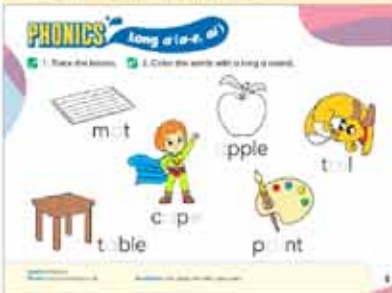 PHONICS Long a (a-e, ai)
1. Trace the letters. 2. Color the words with a long a sound.
mat
apple
tail
cape
table
paint